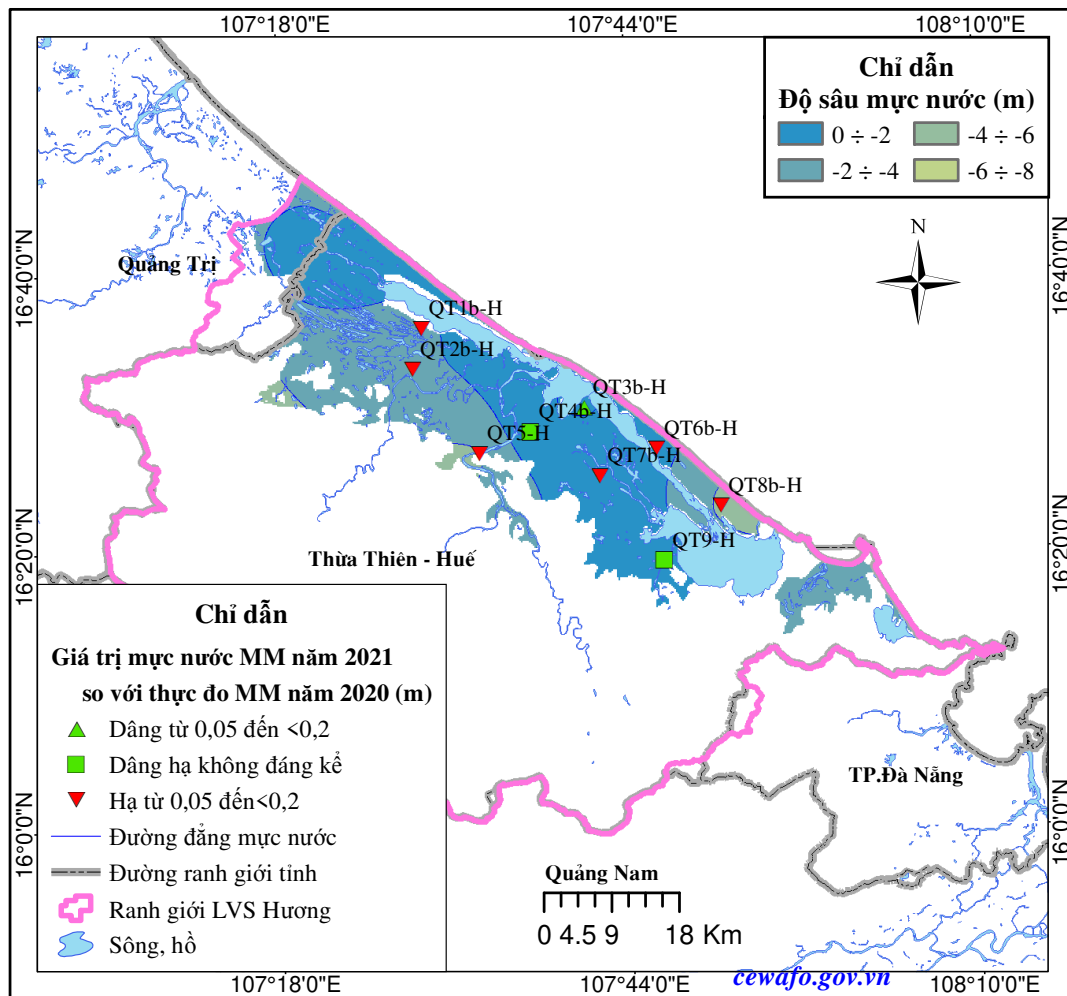 107°18'0"E
107°44'0"E
108°10'0"E
Chỉ dẫn
Độ sâu mực nước (m)
0 ÷ -2
-4 ÷ -6
-2 ÷ -4
-6 ÷ -8
N
16°40'0"N
16°40'0"N
Quảng Trị
QT1b-H
QT2b-H
QT3b-H
QT4b-H
QT5-H
QT6b-H
QT7b-H
QT8b-H
QT9-H
16°20'0"N
16°20'0"N
Thừa Thiên - Huế
Chỉ dẫn
Giá trị mực nước MM năm 2021
so với thực đo MM năm 2020 (m)
Dâng từ 0,05 đến <0,2
Dâng hạ không đáng kể
Hạ từ 0,05 đến<0,2
Đường đẳng mực nước
Đường ranh giới tỉnh
Ranh giới LVS Hương
Sông, hồ
TP.Đà Nẵng
16°0'0"N
16°0'0"N
Quảng Nam
0 4.5 9 18 Km
cewafo.gov.vn
107°18'0"E
107°44'0"E
108°10'0"E